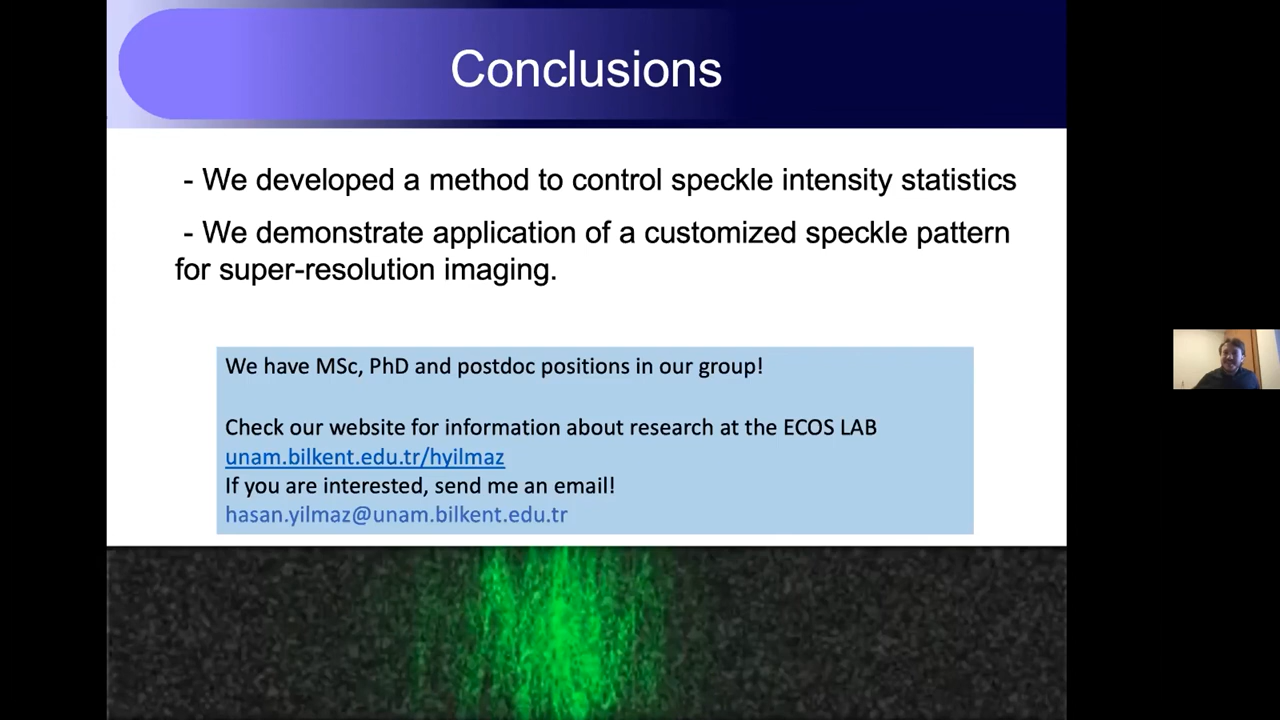 Conclusions
- We developed a method to control speckle intensity statistics
- We demonstrate application of a customized speckle pattern
for super-resolution imaging.
We have MSc, PhD and postdoc positions in our group!
Check our website for information about research at the ECOS LAB
unam.bilkent.edu.tr/hyilmaz
If you are interested, send me an email!
hasan.yilmaz@unam.bilkent.edu.tr